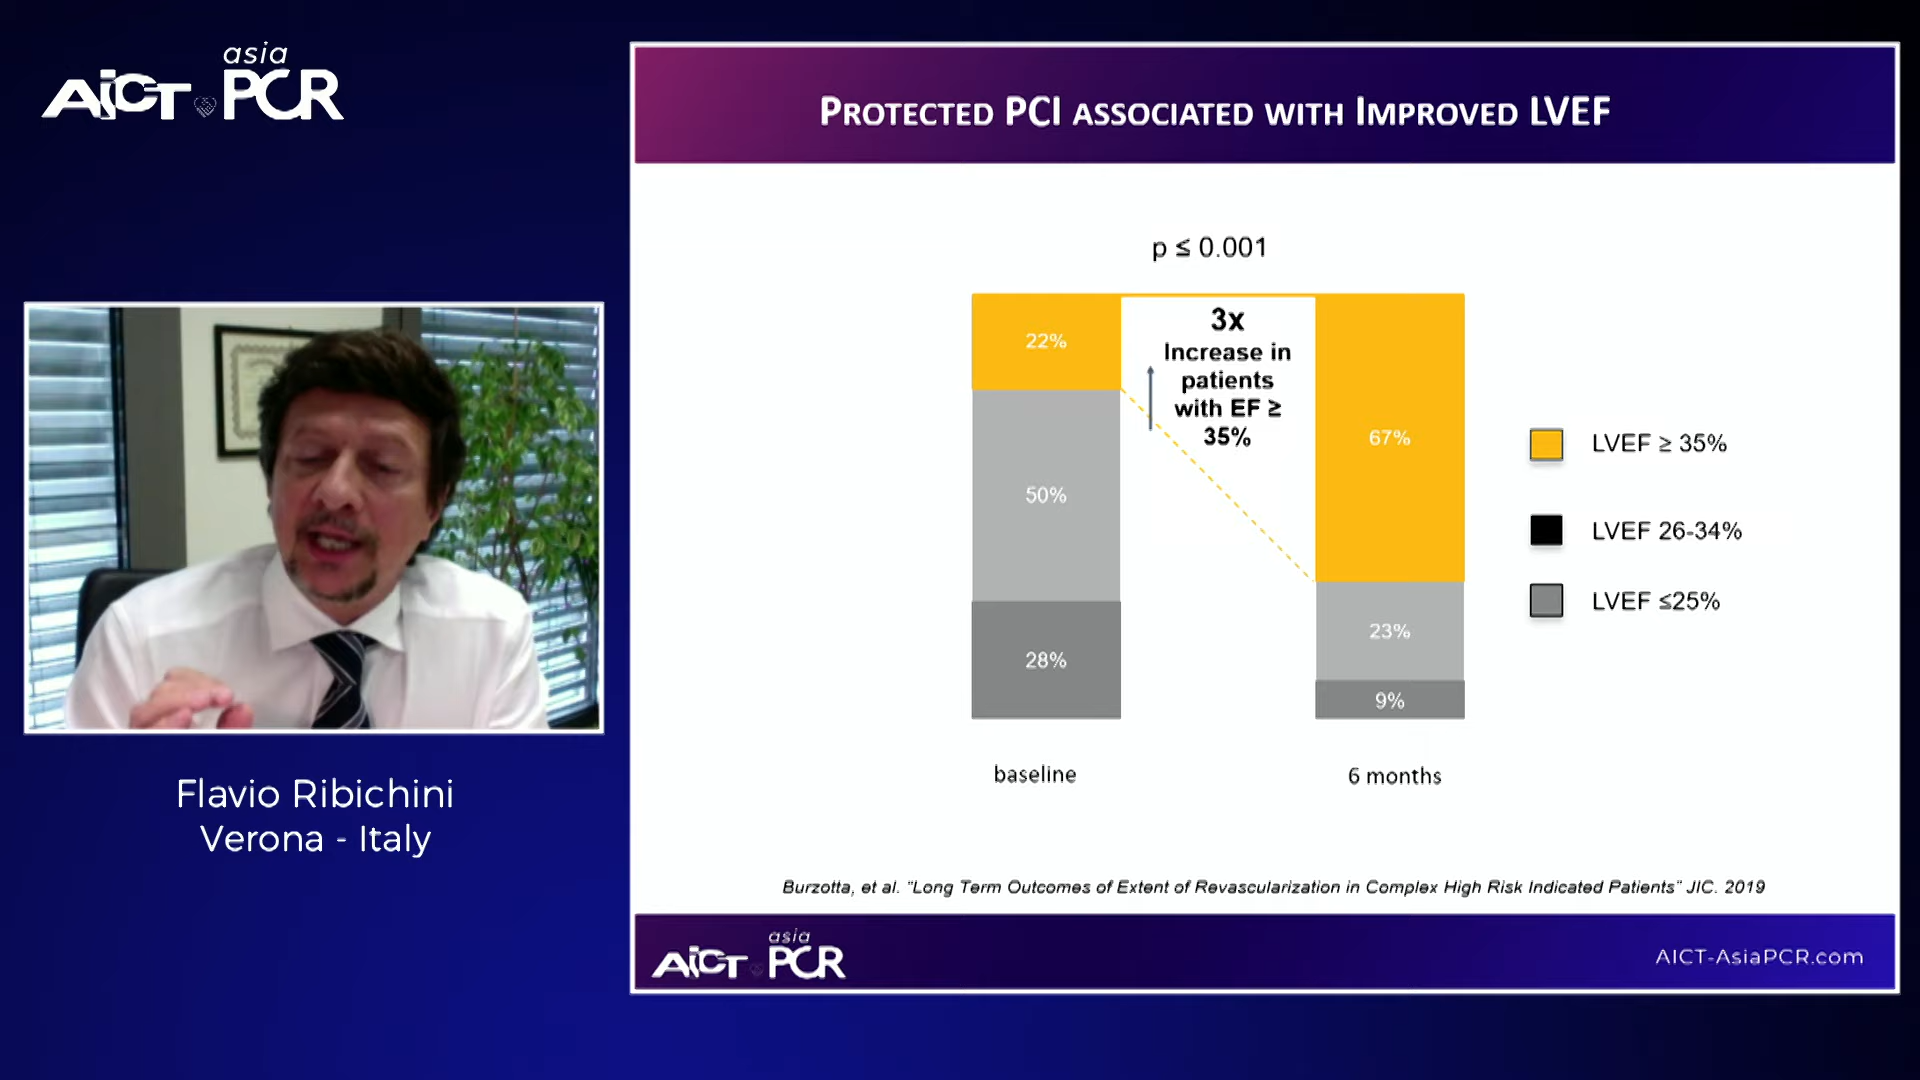 asia
AICT PCR
Flavio Ribichini
Verona - Italy
PROTECTED PCI ASSOCIATED WITH IMPROVED LVEF
p ≤ 0.001
22%
50%
28%
3x
Increase in
patients
with EF ≥
35%
67%
23%
9%
baseline
6 months
LVEF ≥ 35%
LVEF 26-34%
LVEF ≤25%
Burzotta, et al. "Long Term Outcomes of Extent of Revascularization in Complex High Risk Indicated Patients" JIC. 2019
asia
AICT PCR
AICT-AsiaPCR.com